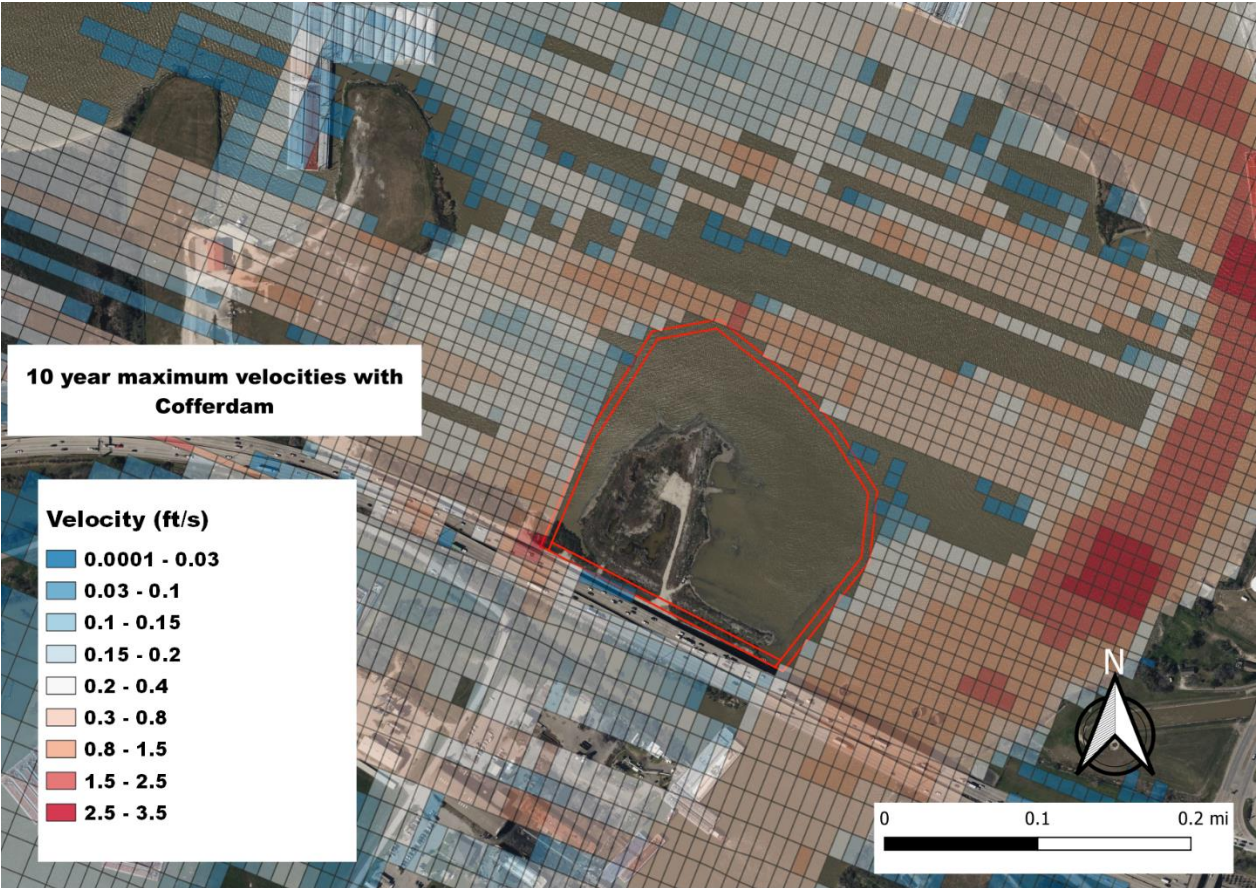 10 year maximum velocities with
Cofferdam
Velocity (ft/s)
0.0001 - 0.03
0.03 - 0.1
0.1 - 0.15
0.15 - 0.2
0.2 - 0.4
0.3 - 0.8
0.8 - 1.5
1.5 - 2.5
2.5 - 3.5
N
0 0.1 0.2 mi